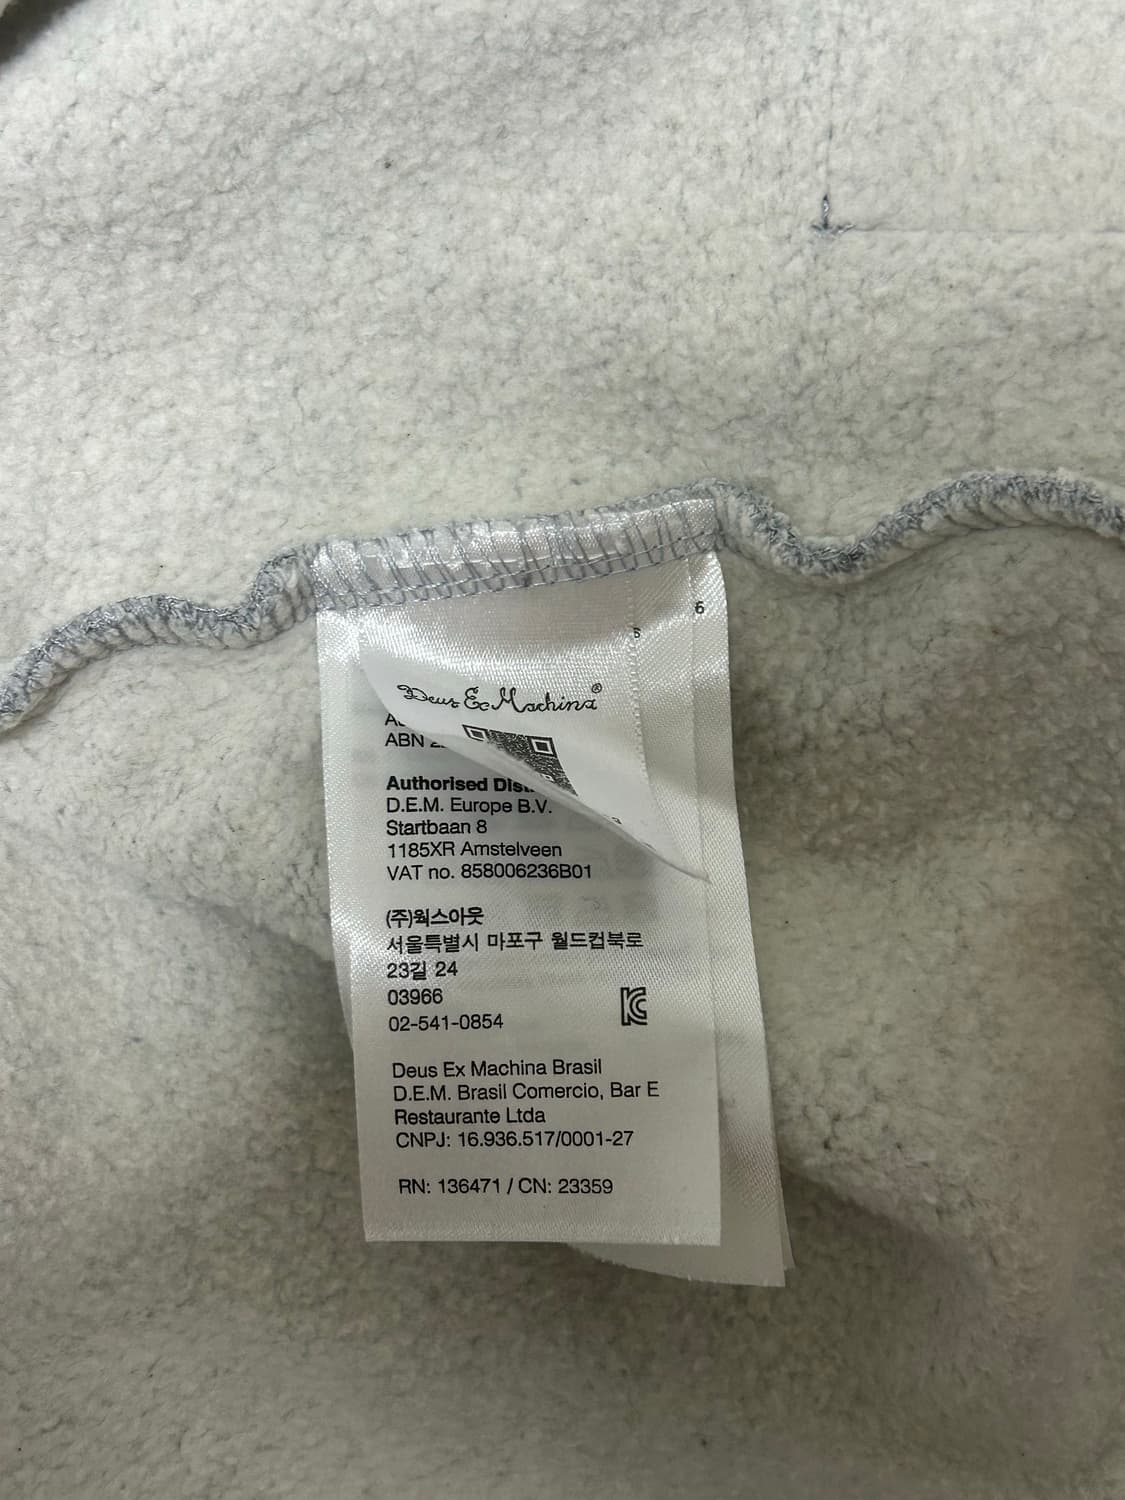 6
6
Deus Ex Machina®
ABN
Authorised
D.E.M. Europe B.V.
Startbaan 8
1185XR Amstelveen
VAT no. 858006236B01
(주)웍스아웃
서울특별시 마포구 월드컵북로
23길 24
03966
02-541-0854
Deus Ex Machina Brasil
D.E.M. Brasil Comercio, Bar E
Restaurante Ltda
CNPJ: 16.936.517/0001-27
RN: 136471 / CN: 23359